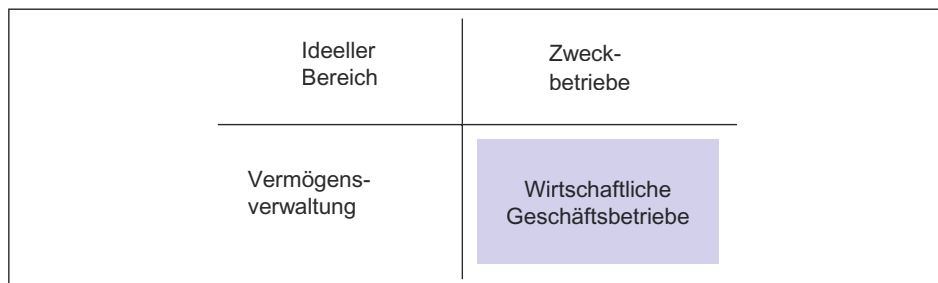 Ideeller
Bereich
Zweck-
betriebe
Vermögens-
verwaltung
Wirtschaftliche
Geschäftsbetriebe